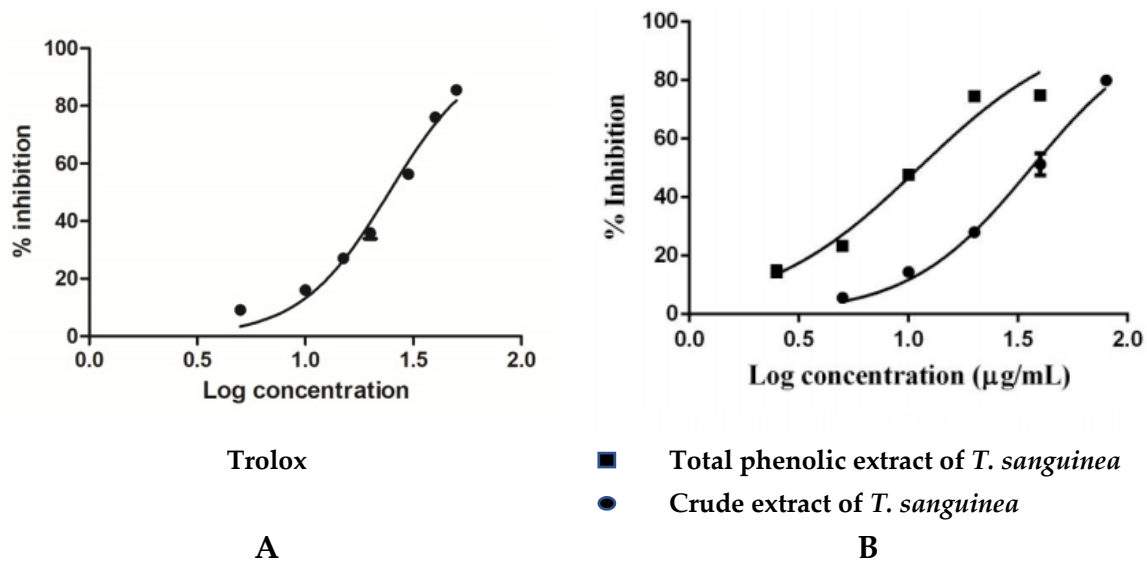 100
80
60
40
20
0
% inhibition
0.0 0.5 1.0 1.5 2.0
Log concentration
100
80
60
40
20
0
% Inhibition
0.0 0.5 1.0 1.5 2.0
Log concentration (μg/mL)
Trolox
Total phenolic extract of T. sanguinea
Crude extract of T. sanguinea
A
B